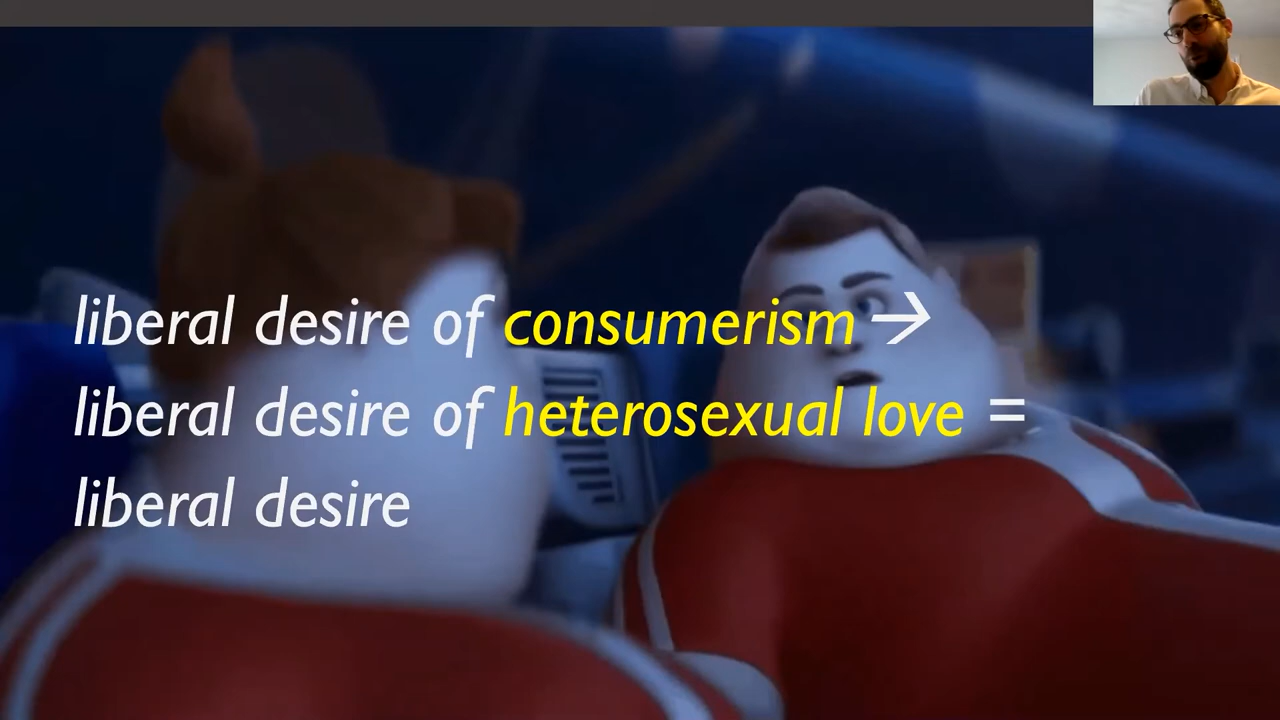 liberal desire of consumerism →
liberal desire of heterosexual love =
liberal desire